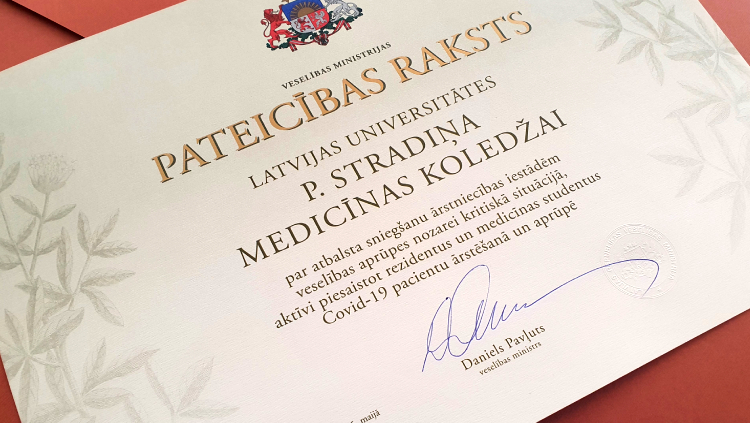 VESELĪBAS MINISTRIJAS
PATEICĪBAS RAKSTS
LATVIJAS UNIVERSITĀTES
P. STRADIŅA
MEDICĪNAS KOLEDŽAI
par atbalsta sniegšanu ārstniecības iestādēm
veselības aprūpes nozarei kritiskā situācijā,
aktīvi piesaistot rezidentus un medicīnas studentus
Covid-19 pacientu ārstēšanā un aprūpē
Daniels Pavļuts
veselības ministrs
maijā